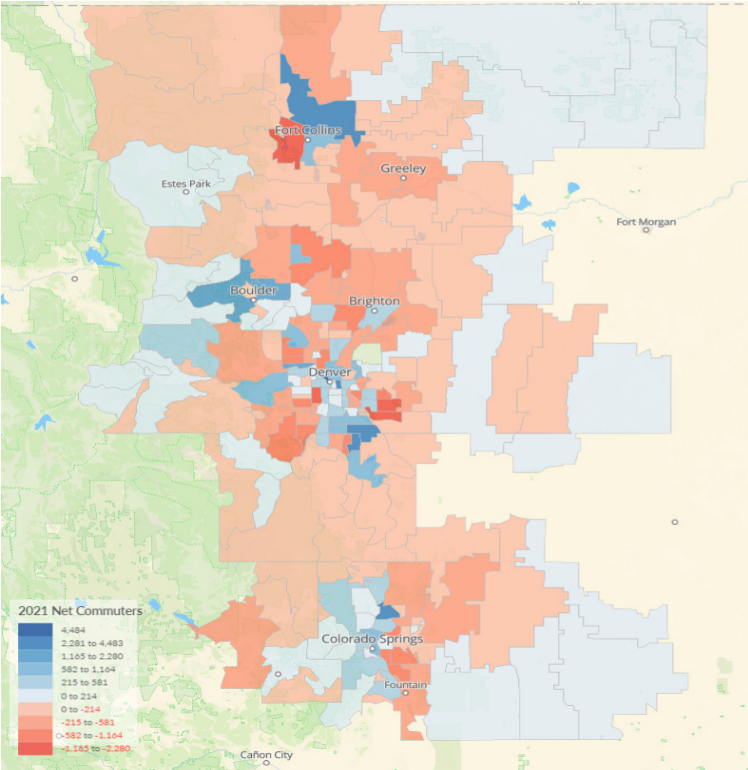 Fort Collins
Greeley
Estes Park
Fort Morgan
Boulder
Brighton
Denver
2021 Net Commuters
4,484
2,281 to 4,483
1,165 to 2,280
582 to 1,164
215 to 581
0 to 214
0 to -214
-215 to -581
-582 to -1,164
-1,165 to -2,280
Colorado Springs
Fountain
Cañon City